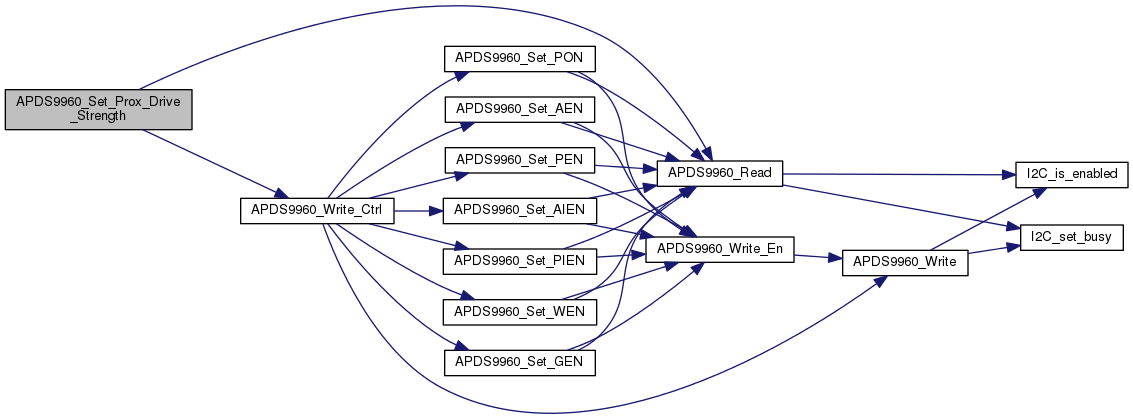 APDS9960_Set_Prox_Drive
_Strength
APDS9960_Write_Ctrl
APDS9960_Set_PON
APDS9960_Set_AEN
APDS9960_Set_PEN
APDS9960_Set_AIEN
APDS9960_Set_PIEN
APDS9960_Set_WEN
APDS9960_Set_GEN
APDS9960_Read
APDS9960_Write_En
APDS9960_Write
I2C_is_enabled
I2C_set_busy